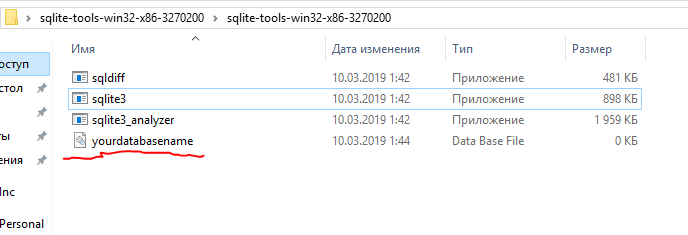 sqlite-tools-win32-x86-3270200 > sqlite-tools-win32-x86-3270200
Имя Дата изменения Тип Размер
оступ
sqldiff 10.03.2019 1:42 Приложение 481 КБ
стол
sqlite3 10.03.2019 1:42 Приложение 898 КБ
sqlite3_analyzer 10.03.2019 1:42 Приложение 1 959 КБ
ты
yourdatabasename 10.03.2019 1:44 Data Base File 0 КБ
ения
Inc
Personal